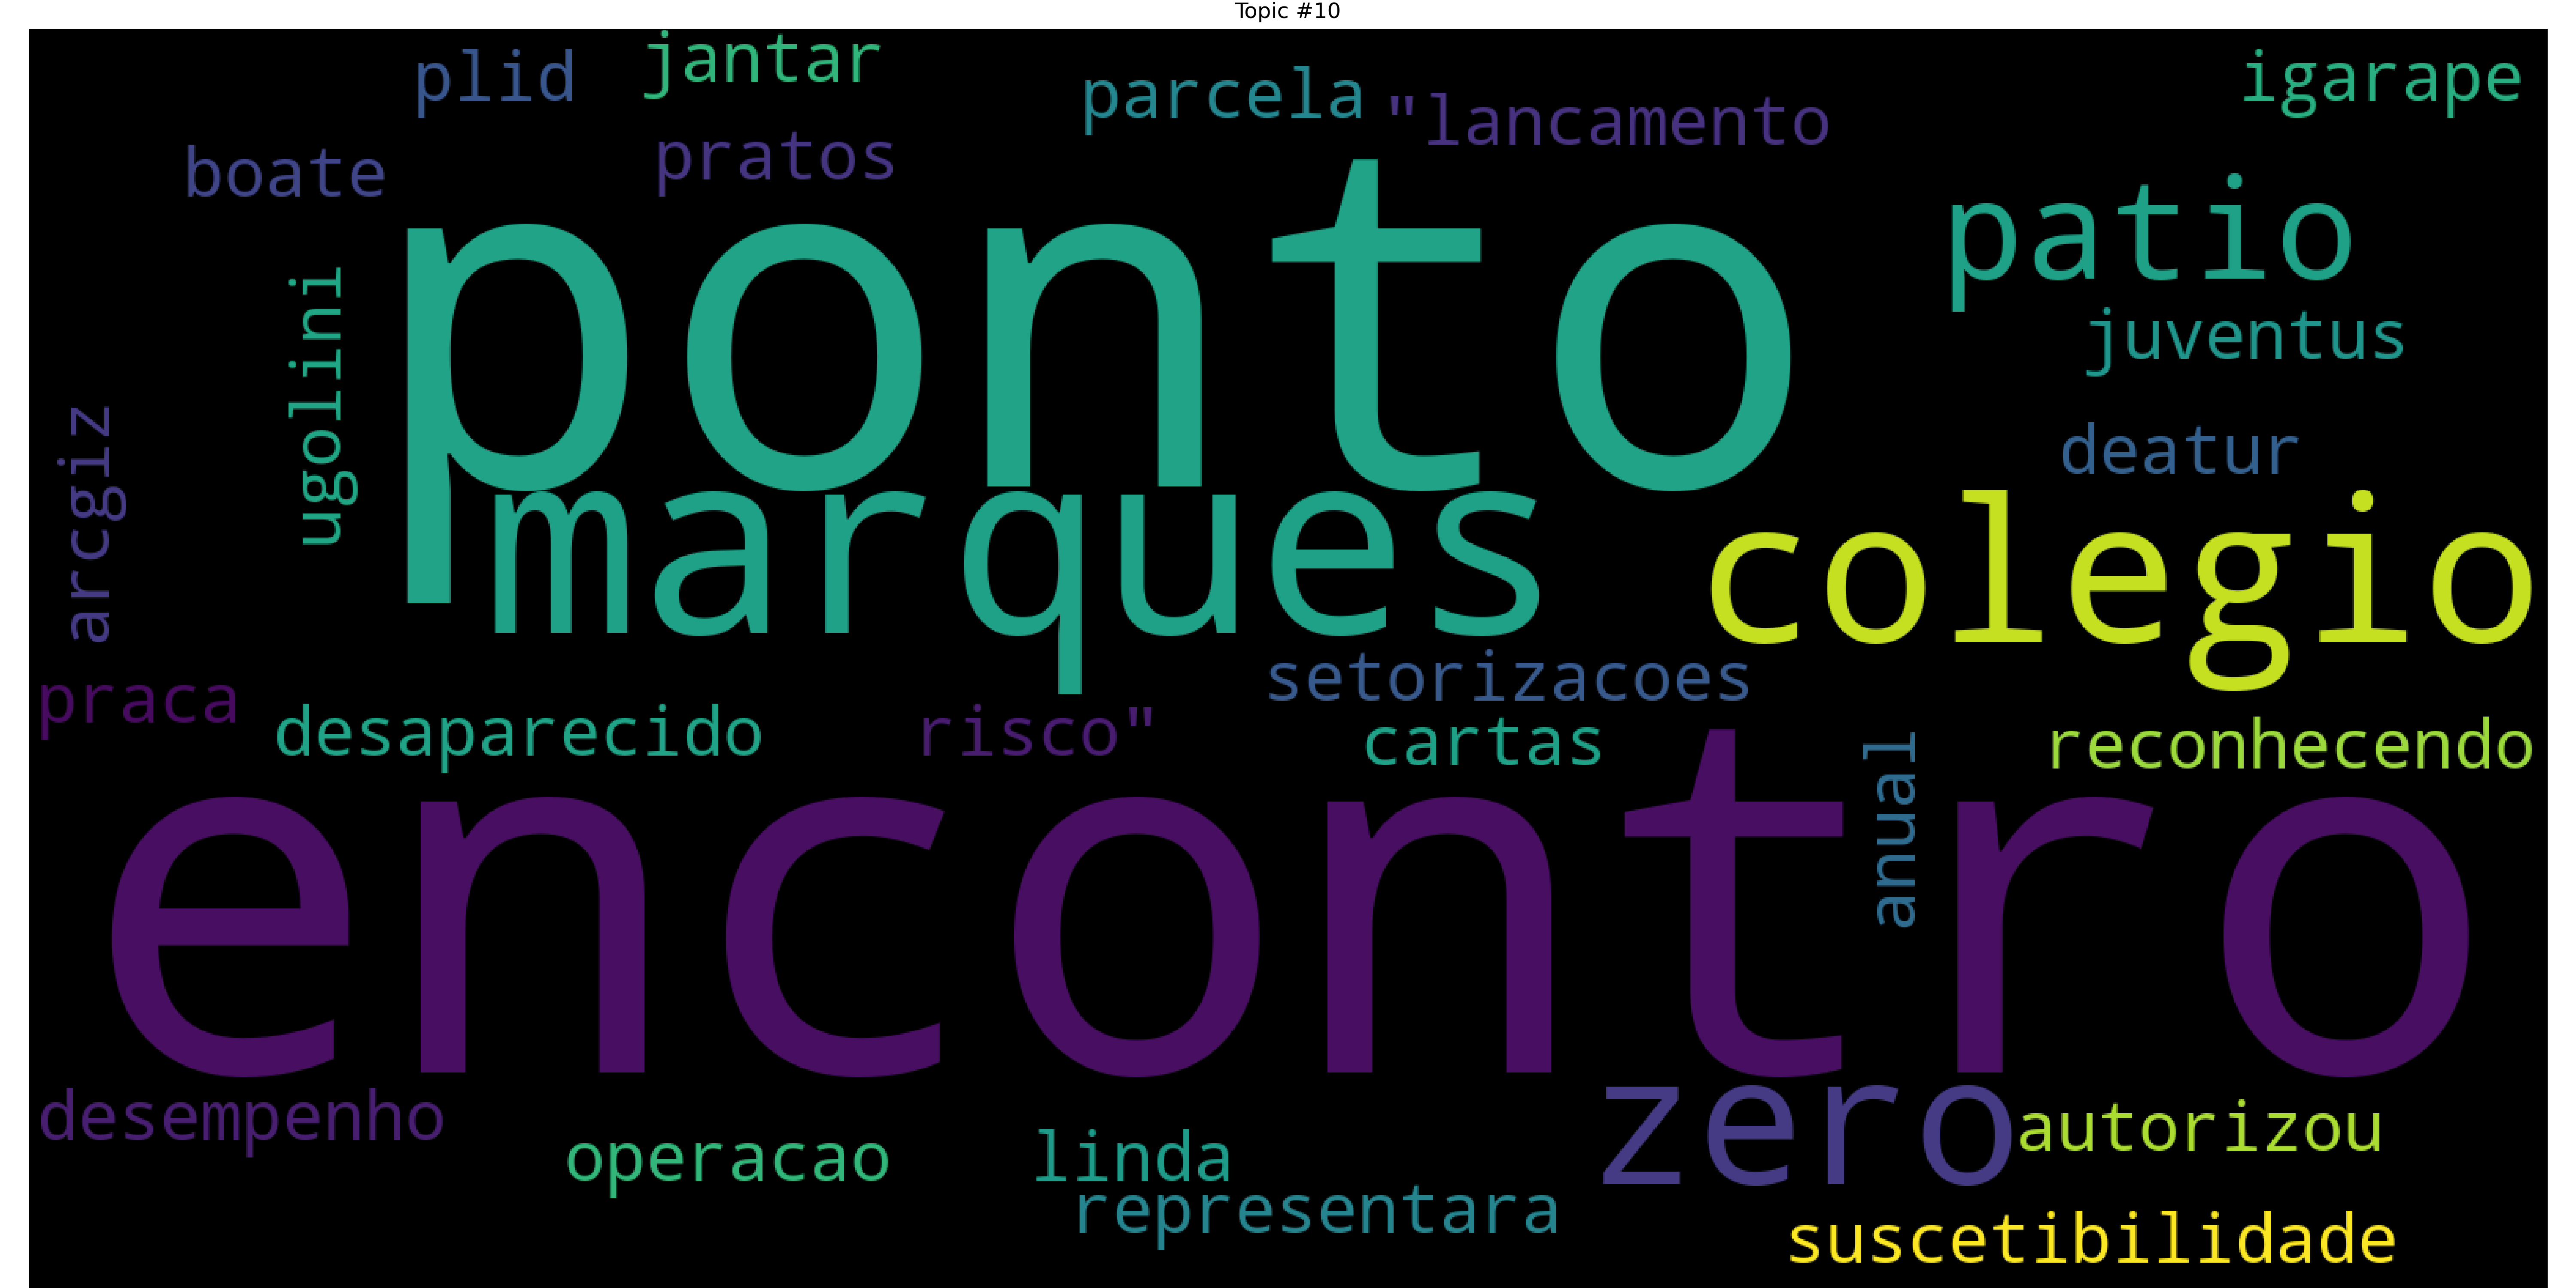 Topic #10
plid
jantar
parcela
"lancamento
igarape
boate
pratos
ponto
patio
ugolini
juventus
arcgiz
deatur
marques
colegio
praca
desaparecido
risco"
setorizacoes
cartas
anual
reconhecendo
encontro
desempenho
operacao
linda
zero
autorizou
representara
suscetibilidade